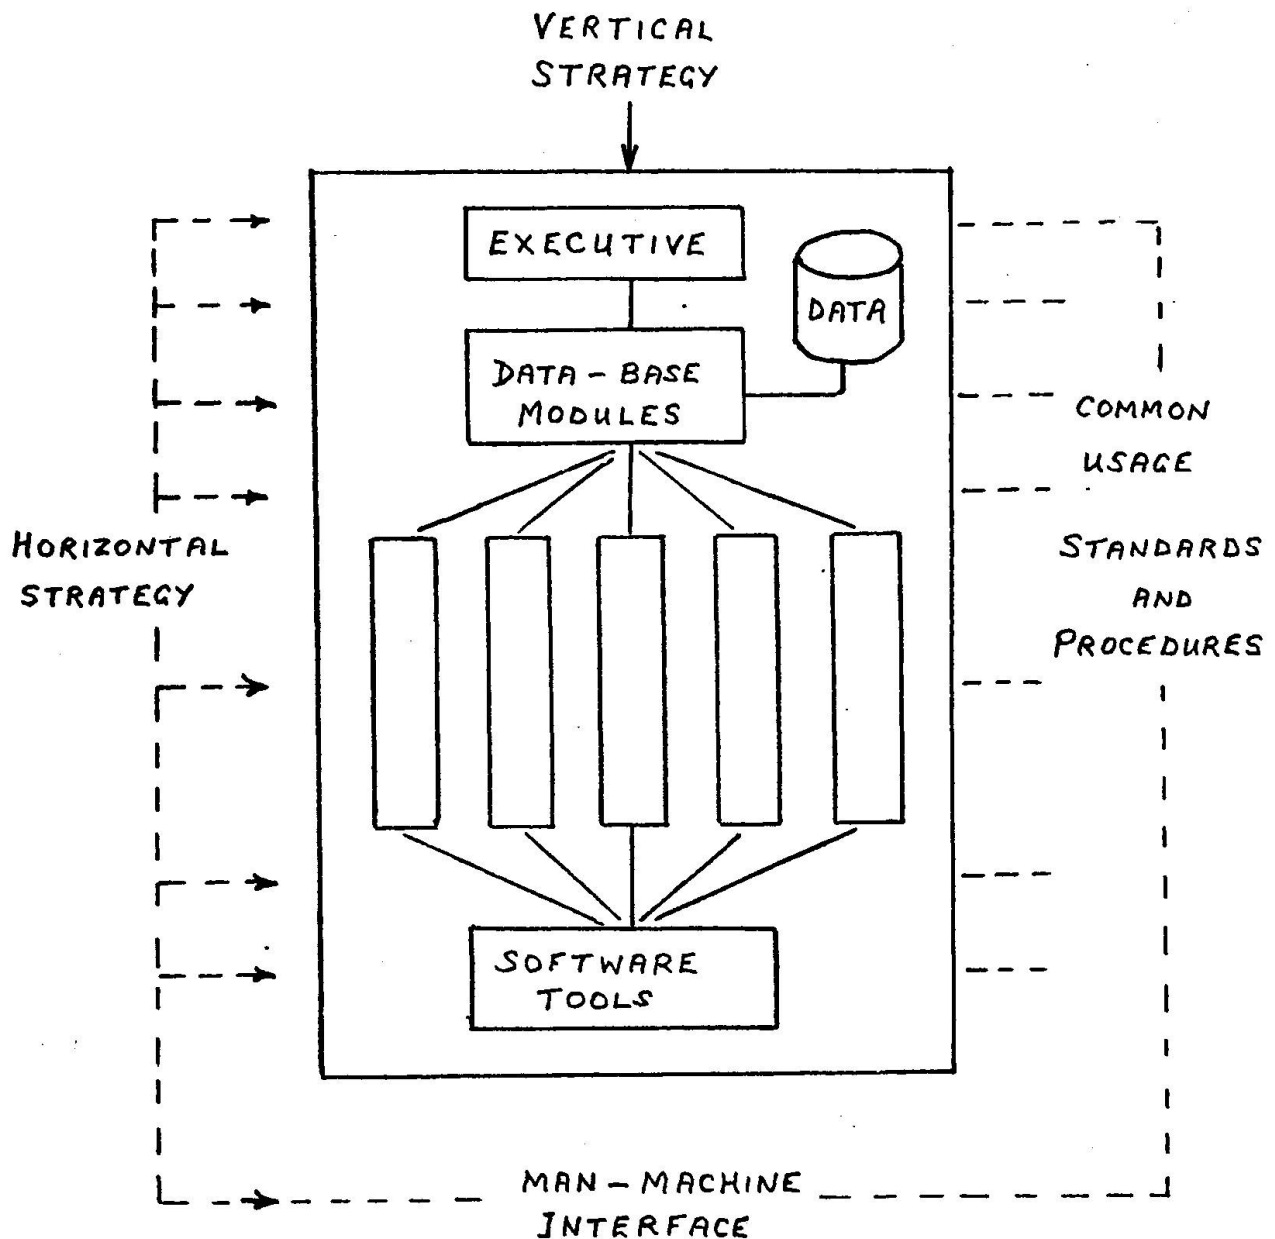 VERTICAL
STRATEGY
EXECUTIVE
DATA
DATA - BASE
MODULES
COMMON
USAGE
HORIZONTAL
STRATEGY
STANDARDS
AND
PROCEDURES
SOFTWARE
TOOLS
MAN - MACHINE
INTERFACE